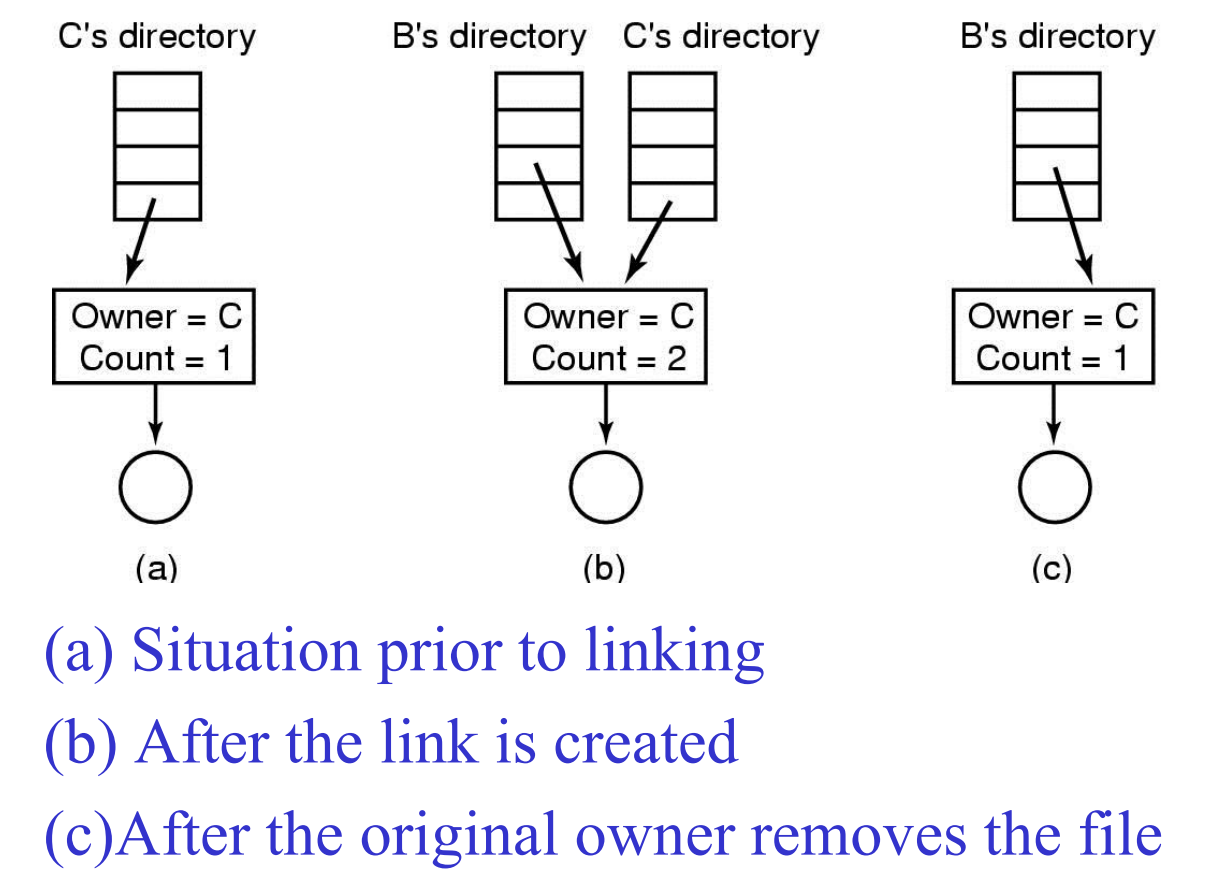 C's directory
B's directory
C's directory
B's directory
Owner = C
Count = 1
Owner = C
Count = 2
Owner = C
Count = 1
(a)
(b)
(c)
(a) Situation prior to linking
(b) After the link is created
(c)After the original owner removes the file